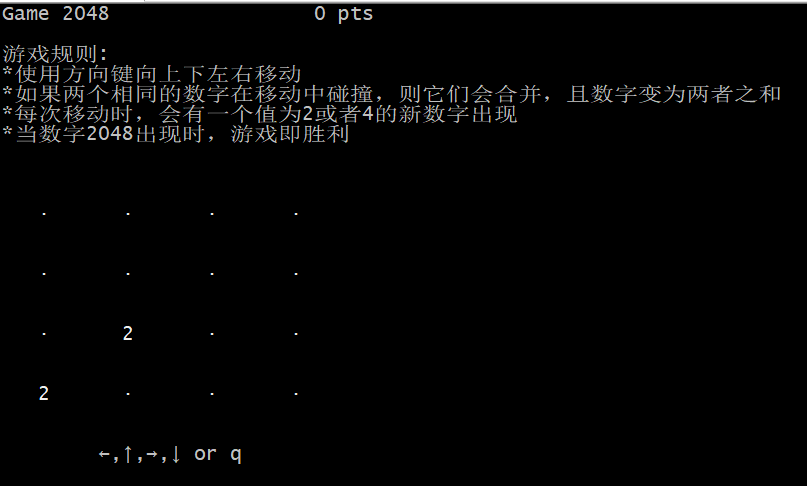 Game 2048 0 pts
游戏规则:
*使用方向键向上下左右移动
*如果两个相同的数字在移动中碰撞，则它们会合并，且数字变为两者之和
*每次移动时，会有一个值为2或者4的新数字出现
*当数字2048出现时，游戏即胜利
. . . .
. . . .
. 2 . .
2 . . .
←,↑,→,↓ or q